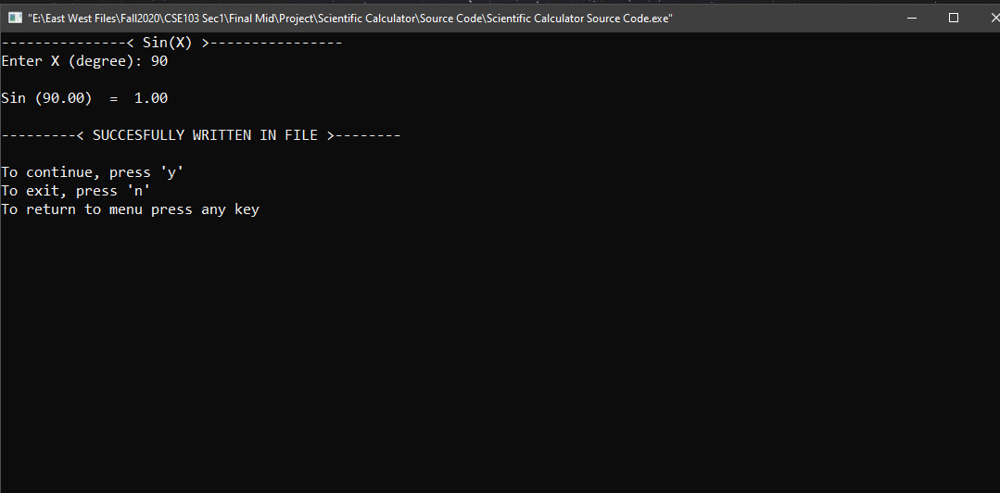 "E:\East West Files\Fall2020\CSE103 Sec1\Final Mid\Project\Scientific Calculator\Source Code\Scientific Calculator Source Code.exe"
---------------< Sin(X) >----------------
Enter X (degree): 90
Sin (90.00)  =  1.00
---------< SUCCESFULLY WRITTEN IN FILE >--------
To continue, press 'y'
To exit, press 'n'
To return to menu press any key